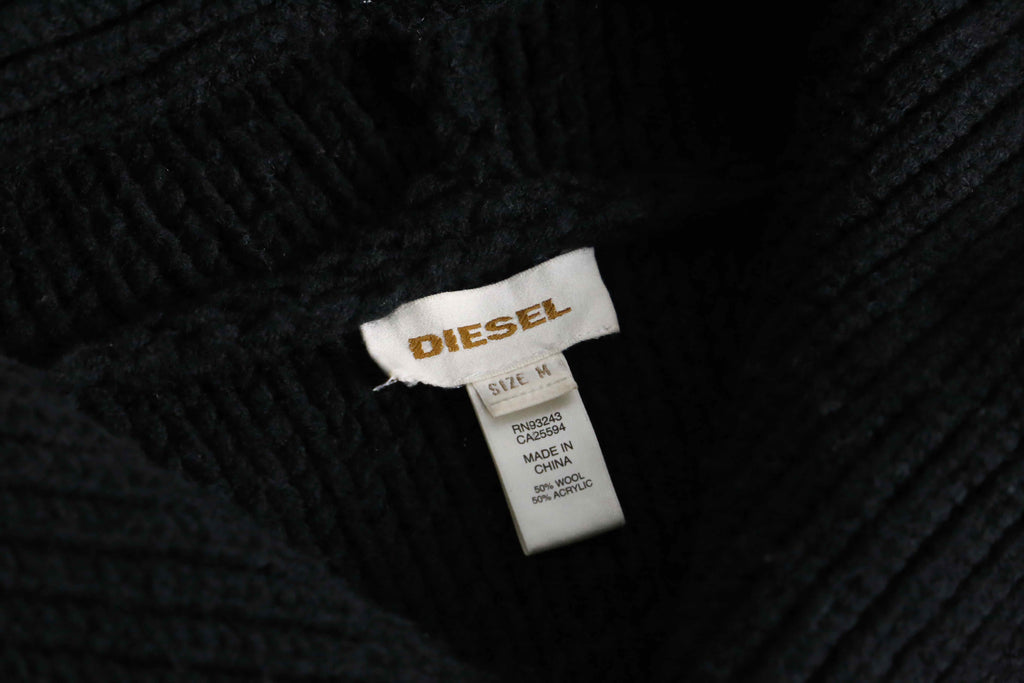 DIESEL
SIZE M
RN93243
CA25594
MADE IN
CHINA
50% WOOL
50% ACRYLIC